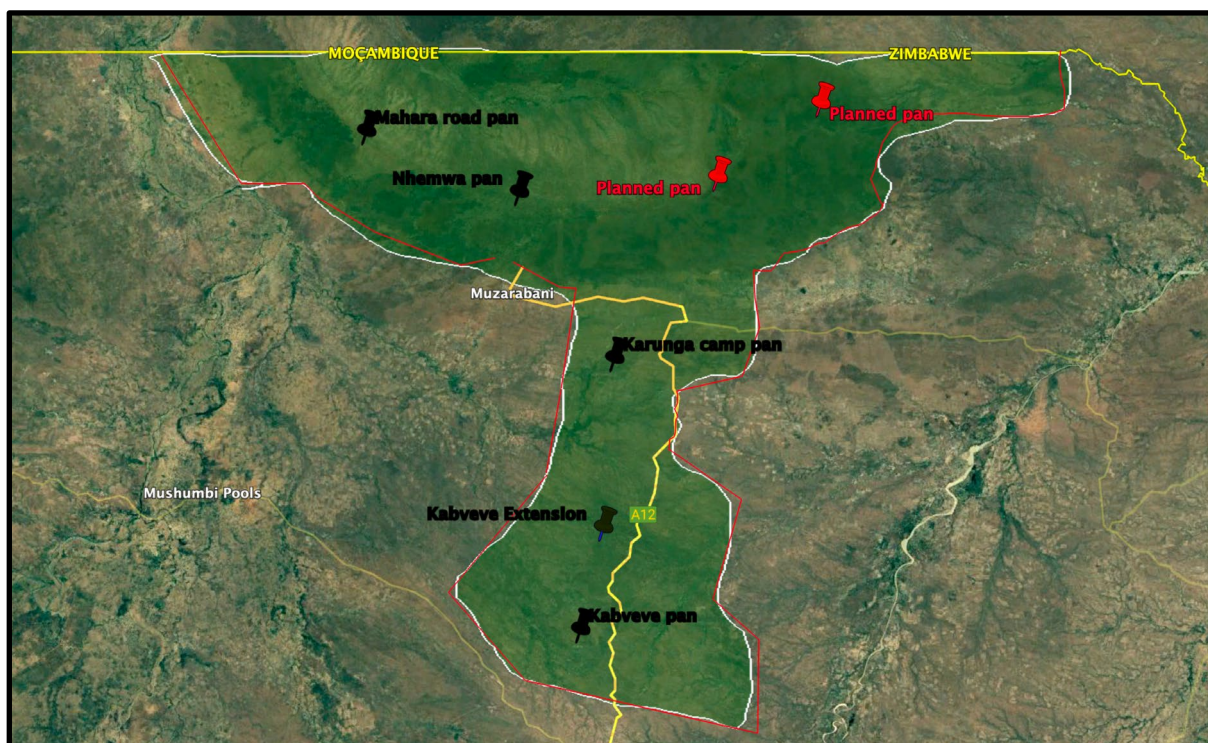 MOÇAMBIQUE
ZIMBABWE
Mahara road pan
Planned pan
Nhemwa pan
Planned pan
Muzarabani
Karunga camp pan
Mushumbi Pools
Kabveve Extension
A12
Kabveve pan